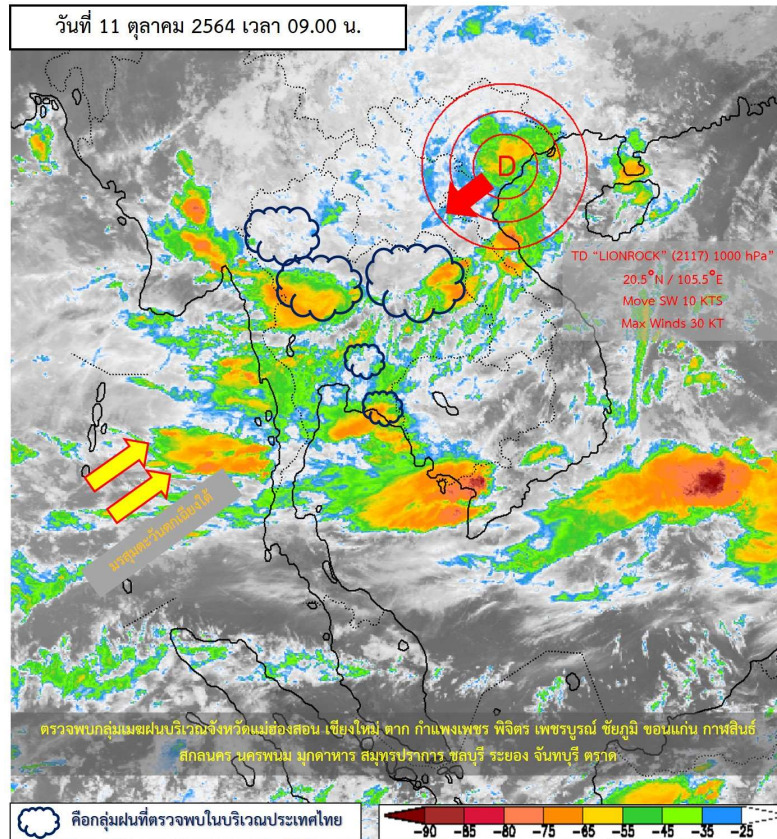 วันที่ 11 ตุลาคม 2564 เวลา 09.00 น.
D
TD "LIONROCK" (2117) 1000 hPa"
20.5°N / 105.5°E
Move SW 10 KTS
Max Winds 30 KT
มรสุมตะวันตกเฉียงใต้
ตรวจพบกลุ่มเมฆฝนบริเวณจังหวัดแม่ฮ่องสอน เชียงใหม่ ตาก กำแพงเพชร พิจิตร เพชรบูรณ์ ชัยภูมิ ขอนแก่น กาฬสินธ์
สกลนคร นครพนม มุกดาหาร สมุทรปราการ ชลบุรี ระยอง จันทบุรี ตราด
คือกลุ่มฝนที่ตรวจพบในบริเวณประเทศไทย
-90 -85 -80 -75 -65 -55 -45 -35 -25